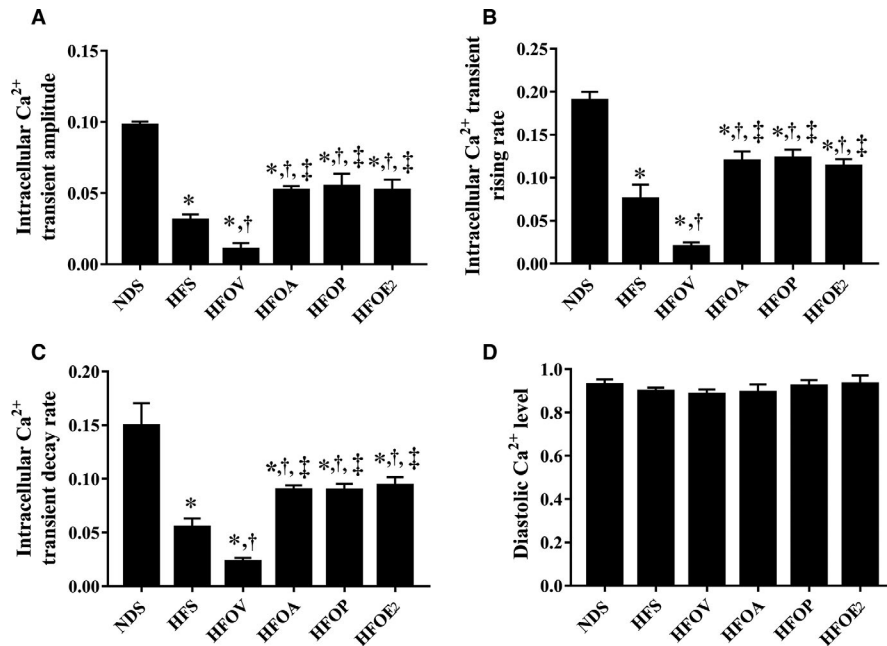 A
Intracellular Ca2+
transient amplitude
0.15
0.10
0.05
0.00
*
*,†
*,†, ‡
*,†, ‡
*,†, ‡
NDS
HFS
HFOV
HFOA
HFOP
HFOE2
B
Intracellular Ca2+ transient
rising rate
0.25
0.20
0.15
0.10
0.05
0.00
*
*,†
*,†, ‡
*,†, ‡
*,†, ‡
NDS
HFS
HFOV
HFOA
HFOP
HFOE2
C
Intracellular Ca2+
transient decay rate
0.20
0.15
0.10
0.05
0.00
*
*,†
*,†, ‡
*,†, ‡
*,†, ‡
NDS
HFS
HFOV
HFOA
HFOP
HFOE2
D
Diastolic Ca2+ level
1.0
0.8
0.6
0.4
0.2
0.0
NDS
HFS
HFOV
HFOA
HFOP
HFOE2